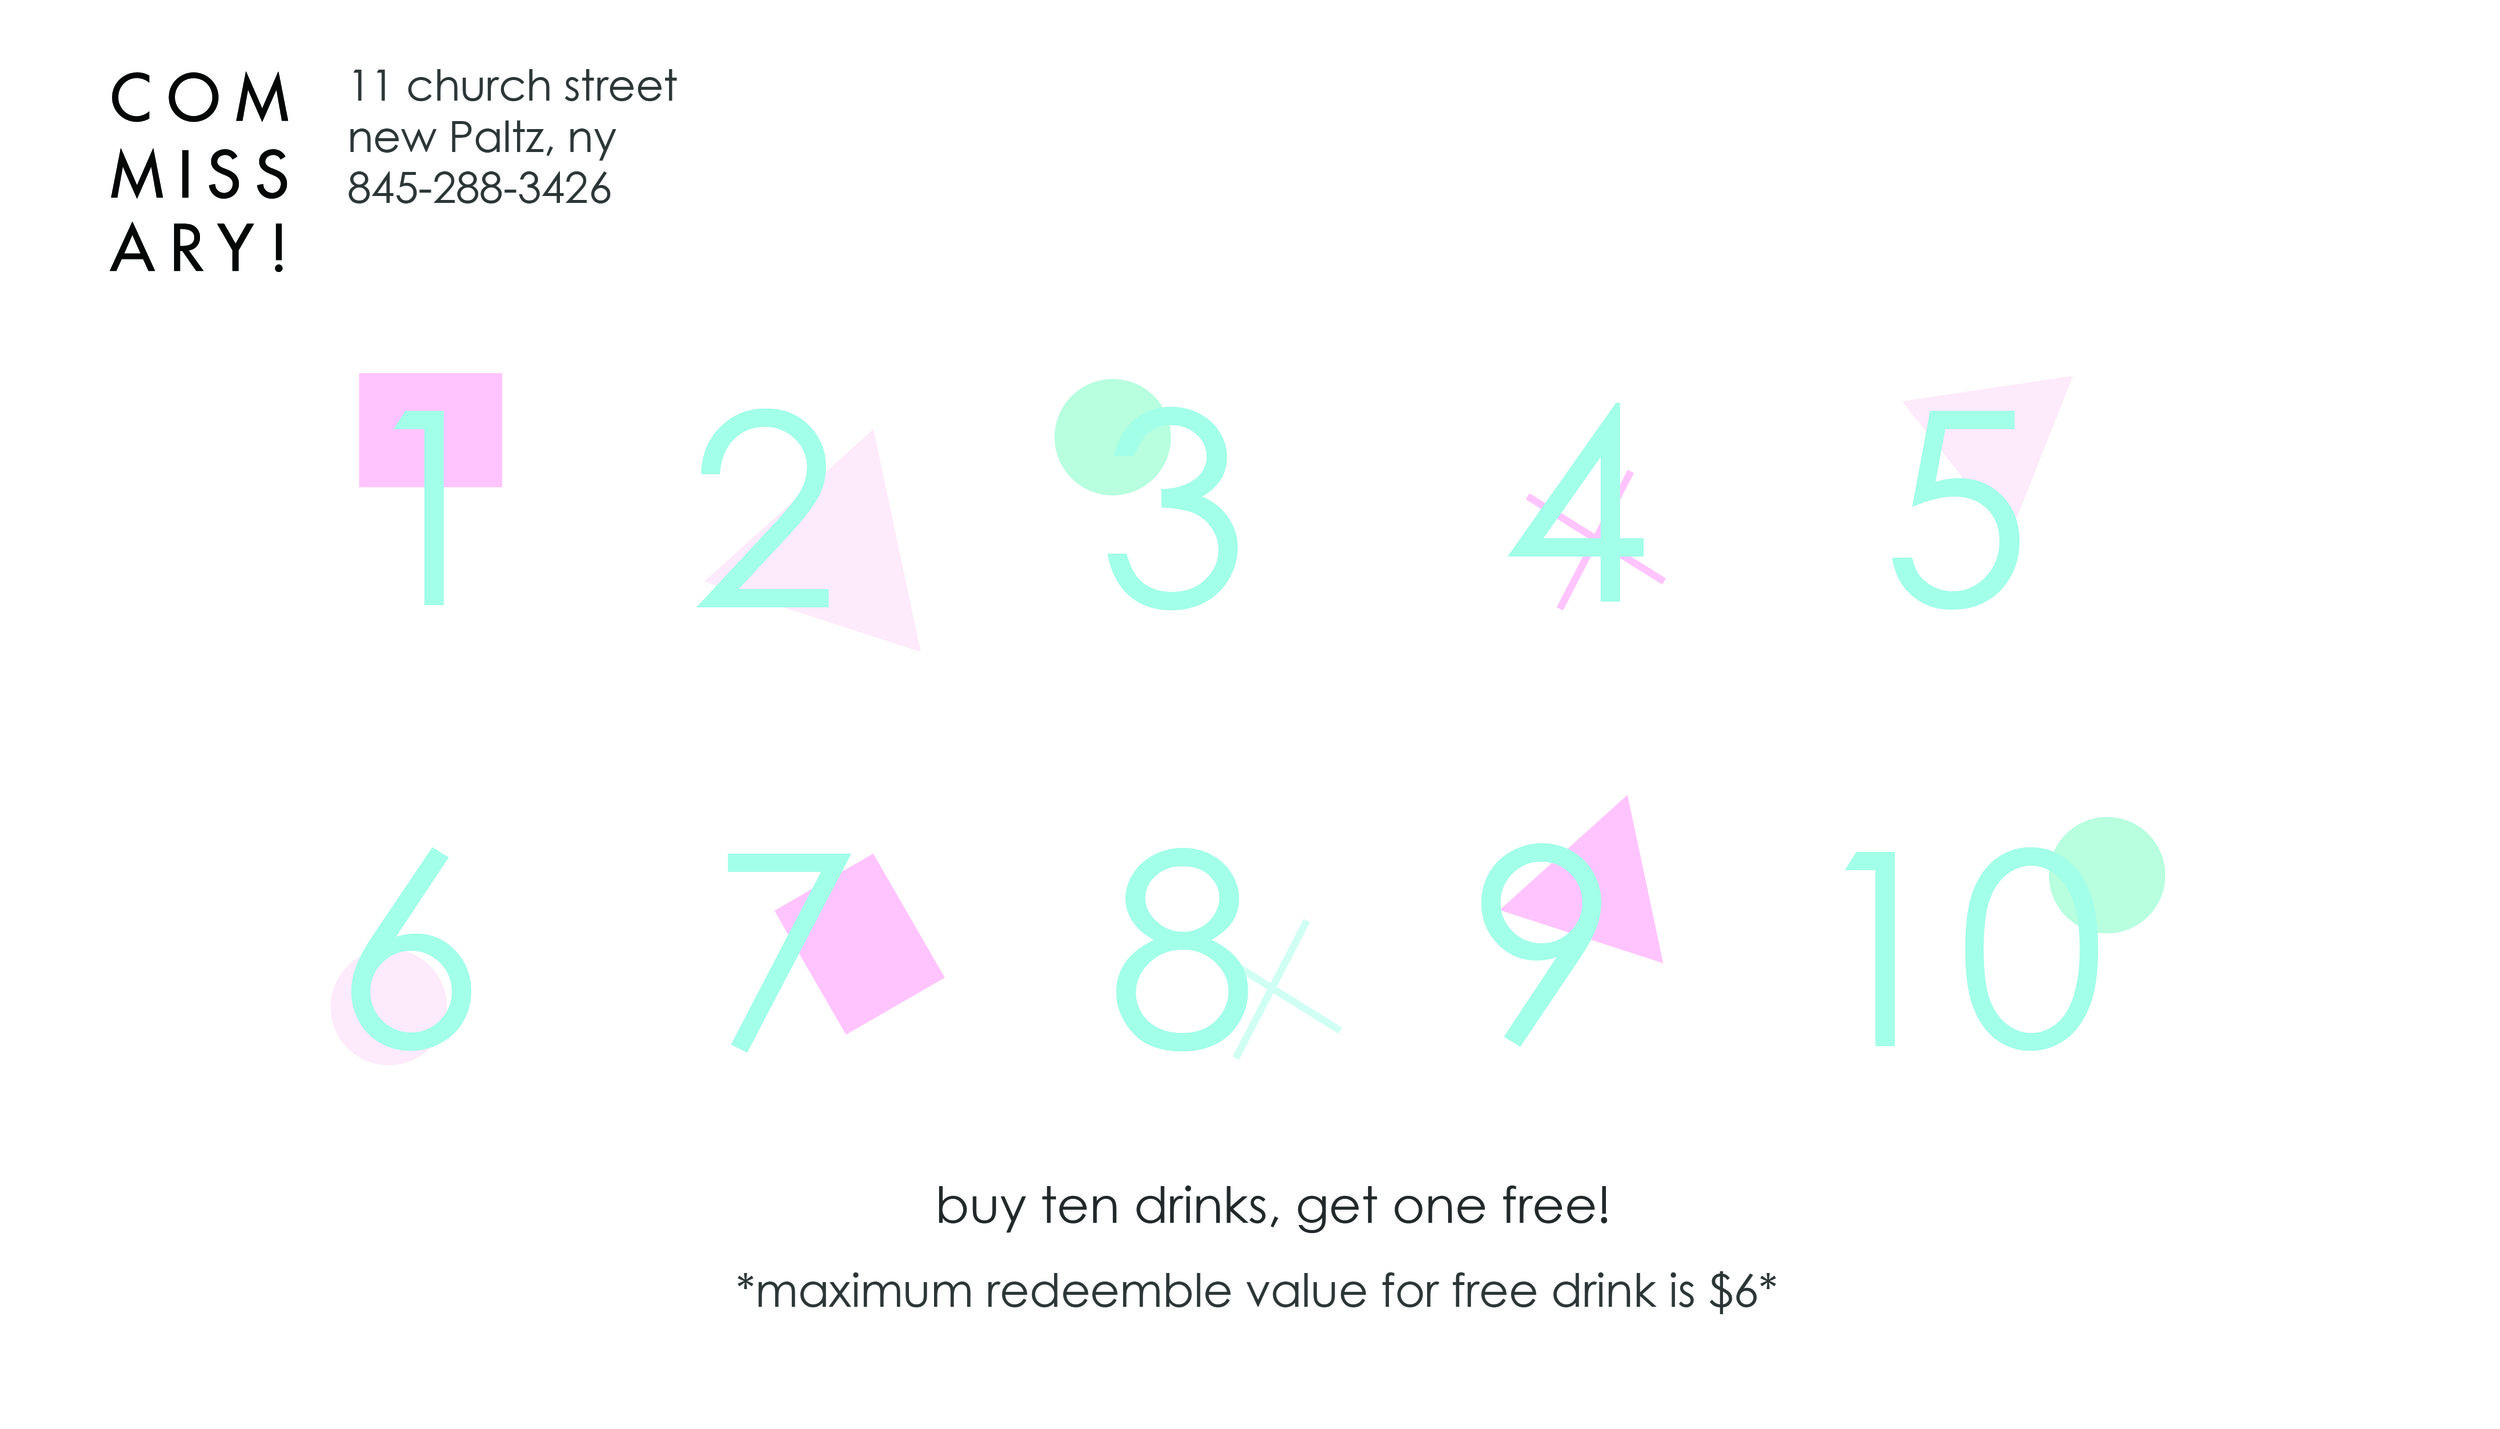 COM
MISS
ARY!
11 church street
new Paltz, ny
845-288-3426
1 2 3 4 5
6 7 8 9 10
buy ten drinks, get one free!
*maximum redeemble value for free drink is $6*